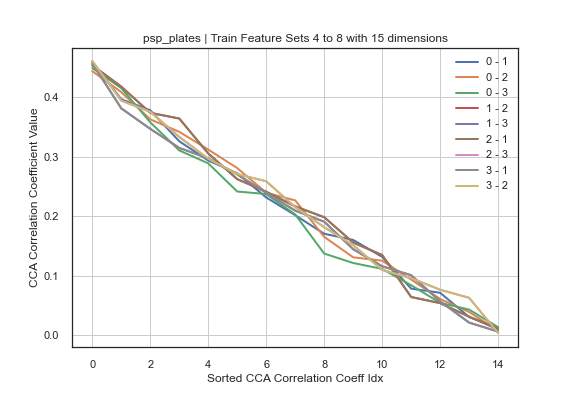 psp_plates | Train Feature Sets 4 to 8 with 15 dimensions
CCA Correlation Coefficient Value
0.4
0.3
0.2
0.1
0.0
0 - 1
0 - 2
0 - 3
1 - 2
1 - 3
2 - 1
2 - 3
3 - 1
3 - 2
0 2 4 6 8 10 12 14
Sorted CCA Correlation Coeff Idx